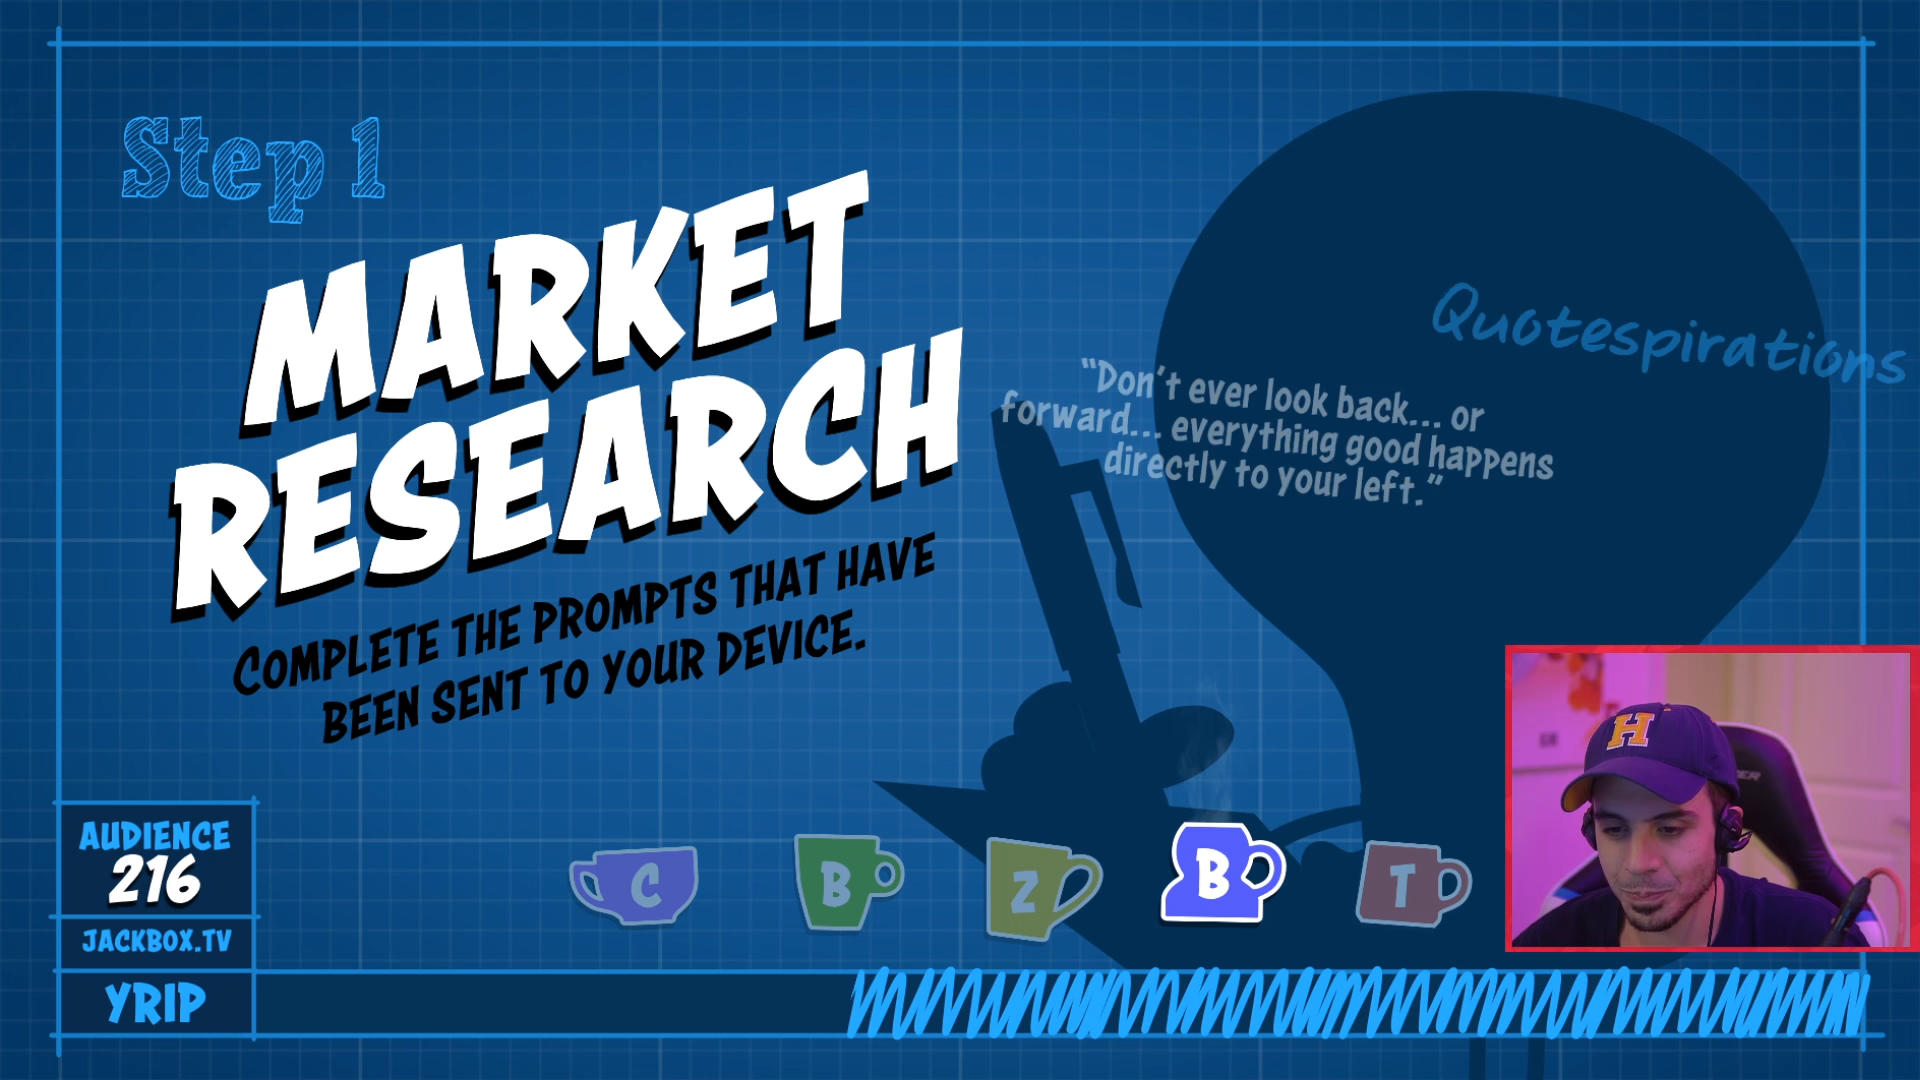 Step 1
MARKET
RESEARCH
COMPLETE THE PROMPTS THAT HAVE
BEEN SENT TO YOUR DEVICE.
Quotespirations
“Don’t ever look back... or
forward... everything good happens
directly to your left.”
AUDIENCE
216
JACKBOX.TV
YRIP
C
B
Z
B
T
H